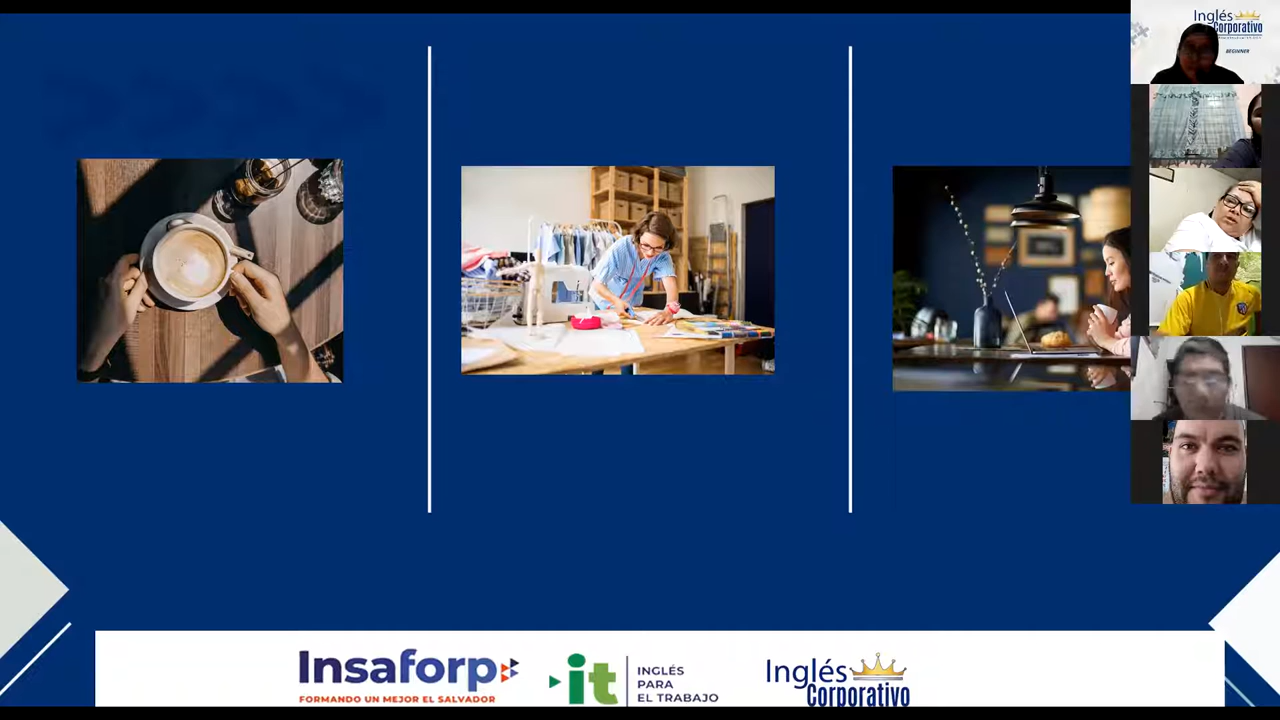 Inglés
Corporativo
BEGINNER
Insaforp
FORMANDO UN MEJOR EL SALVADOR
it
INGLÉS
PARA
EL TRABAJO
Inglés
Corporativo